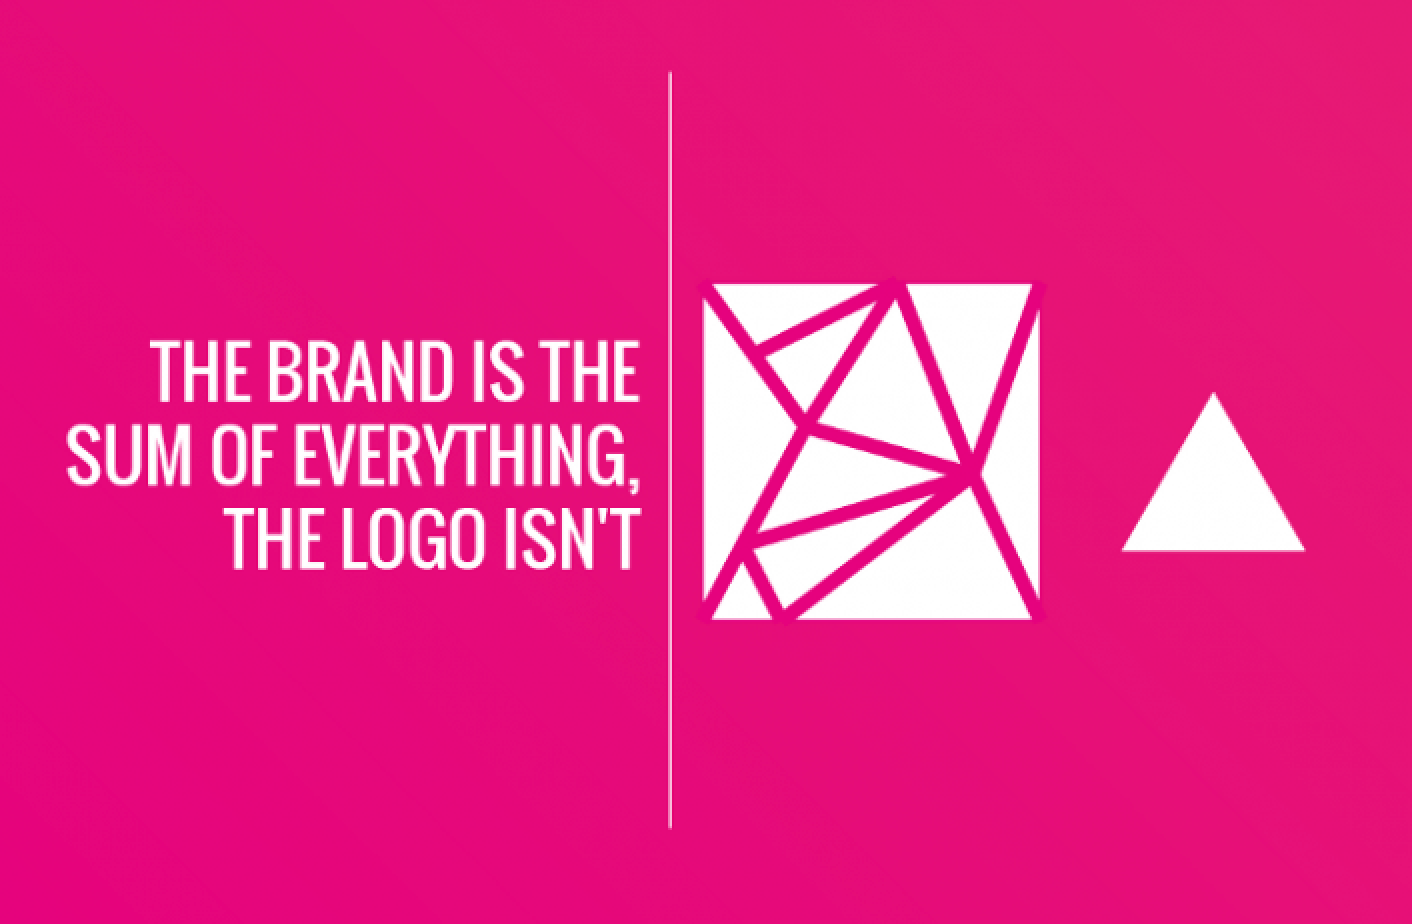 THE BRAND IS THE
SUM OF EVERYTHING,
THE LOGO ISN'T